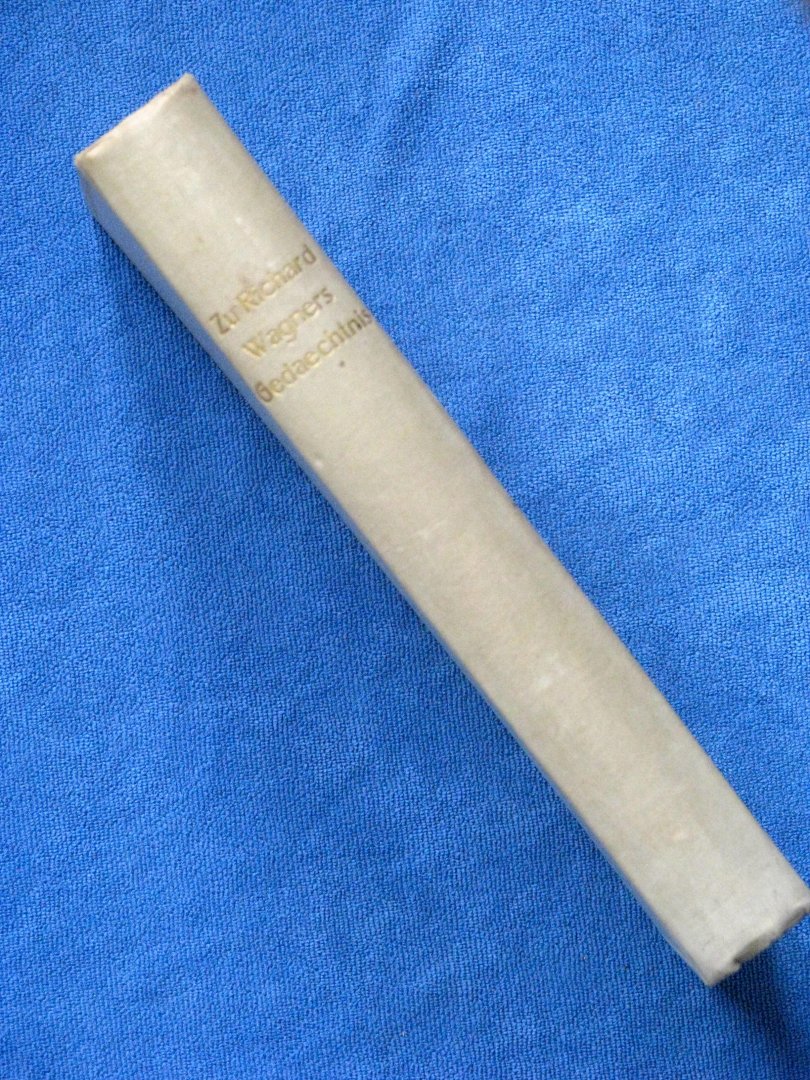 Zu Richard
Wagners
Gedaechtnis